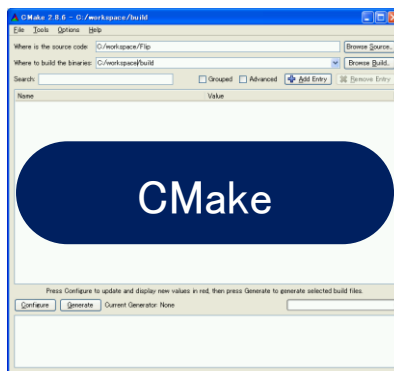 CMake 2.8.6 - C:/workspace/build
File Tools Options Help
Where is the source code: C:/workspace/Flip Browse Source...
Where to build the binaries: C:/workspace/build Browse Build...
Search: Grouped Advanced Add Entry Remove Entry
Name Value
CMake
Press Configure to update and display new values in red, then press Generate to generate selected build files.
Configure Generate Current Generator: None